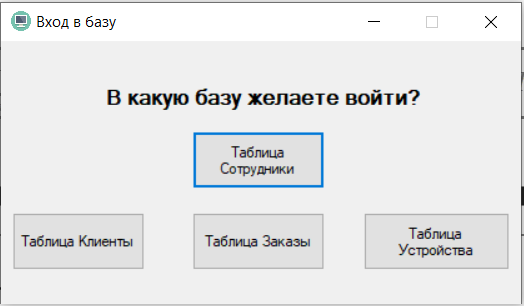 Вход в базу
В какую базу желаете войти?
Таблица
Сотрудники
Таблица Клиенты
Таблица Заказы
Таблица
Устройства